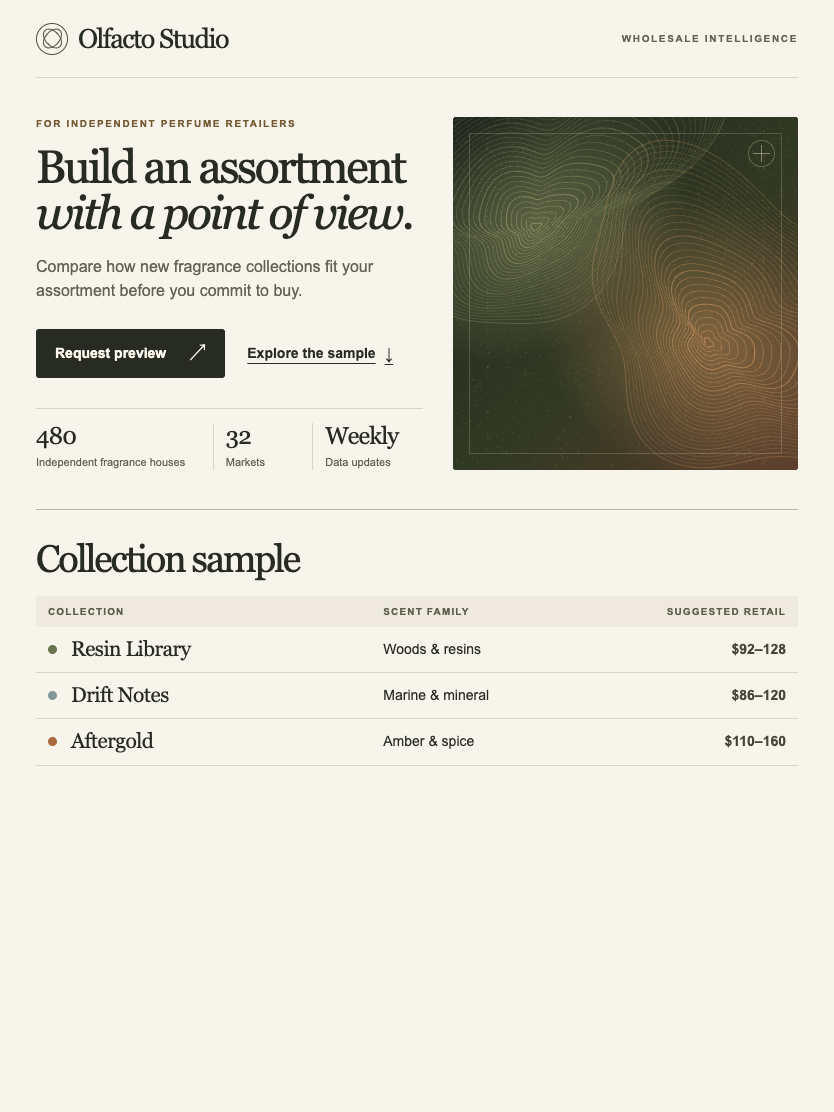 Olfacto Studio
WHOLESALE INTELLIGENCE
FOR INDEPENDENT PERFUME RETAILERS
Build an assortment
with a point of view.
Compare how new fragrance collections fit your
assortment before you commit to buy.
Request preview
Explore the sample
480
Independent fragrance houses
32
Markets
Weekly
Data updates
Collection sample
COLLECTION SCENT FAMILY SUGGESTED RETAIL
Resin Library Woods & resins $92–128
Drift Notes Marine & mineral $86–120
Aftergold Amber & spice $110–160